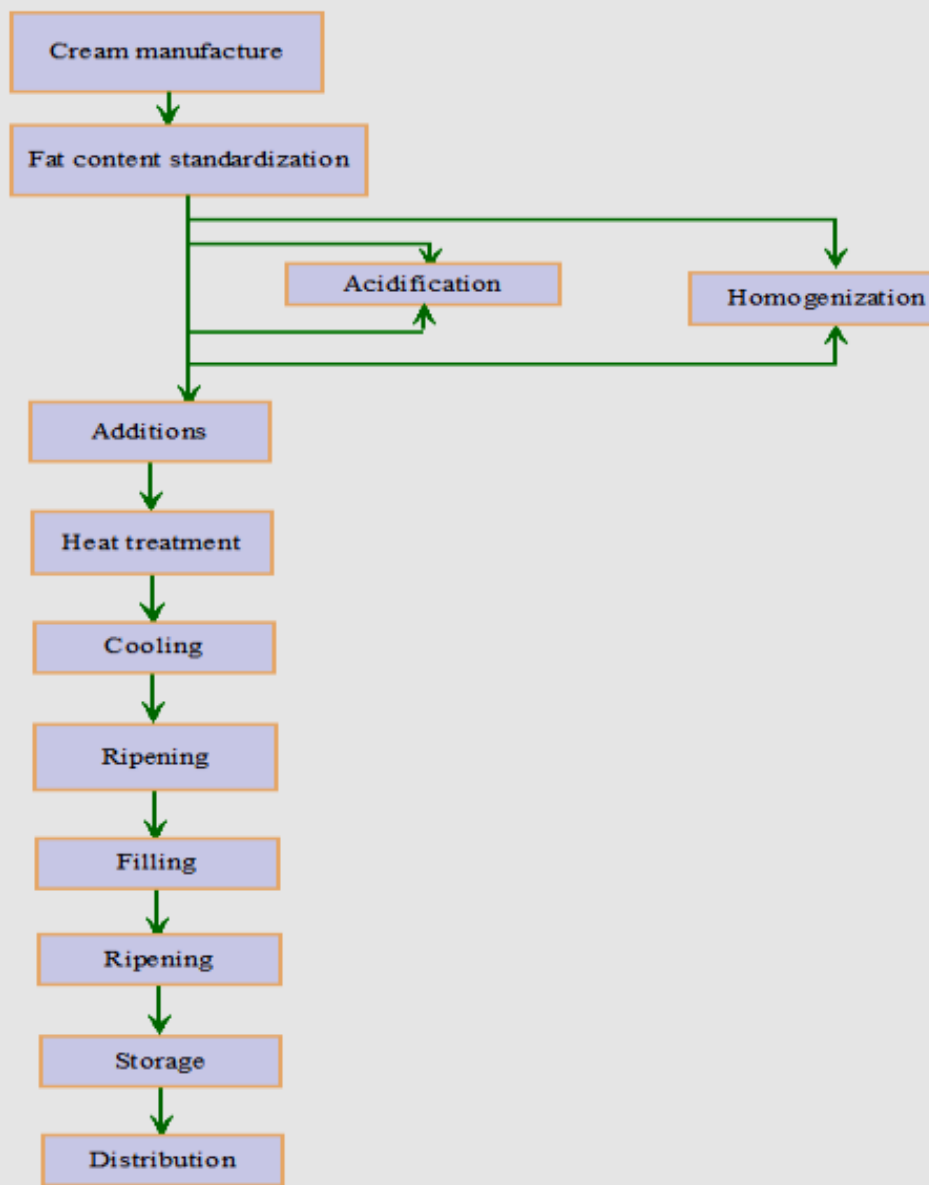 Cream manufacture
Fat content standardization
Acidification
Homogenization
Additions
Heat treatment
Cooling
Ripening
Filling
Ripening
Storage
Distribution